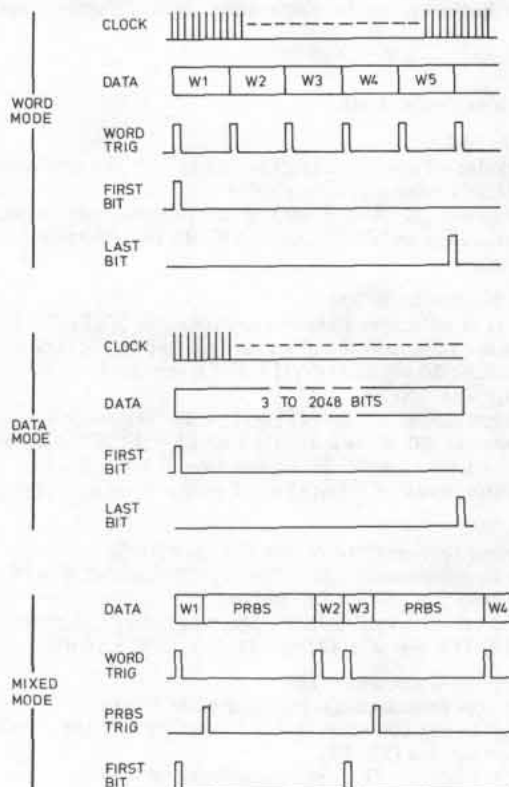 CLOCK
DATA W1 W2 W3 W4 W5
WORD MODE
WORD TRIG
FIRST BIT
LAST BIT
CLOCK
DATA 3 TO 2048 BITS
DATA MODE
FIRST BIT
LAST BIT
DATA W1 PRBS W2 W3 PRBS W4
WORD TRIG
MIXED MODE
PRBS TRIG
FIRST BIT